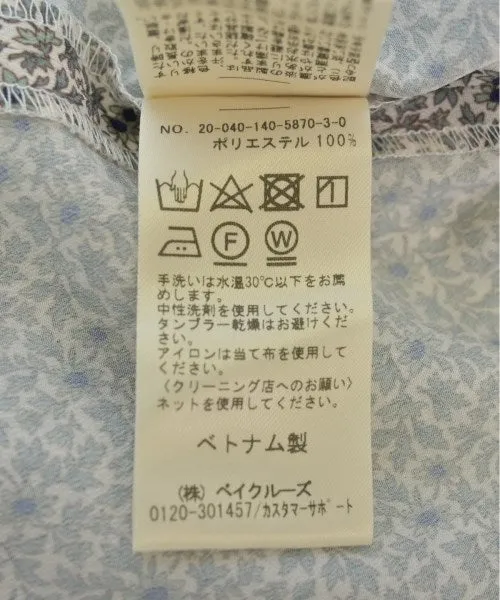 NO. 20-040-140-5870-3-0
ポリエステル 100%
F
W
手洗いは水温30℃以下をお薦
めします。
中性洗剤を使用してください。
タンブラー乾燥はお避けくだ
さい。
アイロンは当て布を使用して
ください。
〈クリーニング店へのお願い〉
ネットを使用してください。
ベトナム製
(株) ベイクルーズ
0120-301457/カスタマーサポート